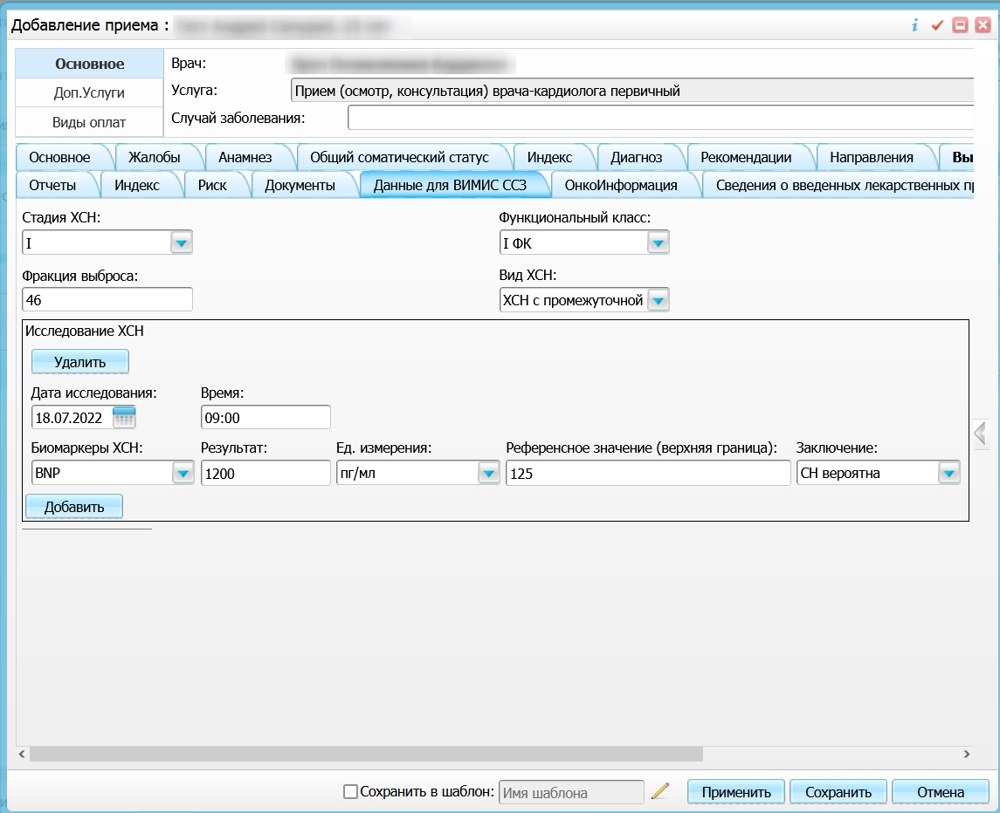 Добавление приема :
Основное
Доп.Услуги
Виды оплат
Врач:
Услуга: Прием (осмотр, консультация) врача-кардиолога первичный
Случай заболевания:
Основное Жалобы Анамнез Общий соматический статус Индекс Диагноз Рекомендации Направления Вы
Отчеты Индекс Риск Документы Данные для ВИМИС ССЗ ОнкоИнформация Сведения о введенных лекарственных пр
Стадия ХСН: Функциональный класс:
I I ФК
Фракция выброса: Вид ХСН:
46 ХСН с промежуточной
Исследование ХСН
Удалить
Дата исследования: Время:
18.07.2022 09:00
Биомаркеры ХСН: Результат: Ед. измерения: Референсное значение (верхняя граница): Заключение:
BNP 1200 пг/мл 125 СН вероятна
Добавить
Сохранить в шаблон: Имя шаблона Применить Сохранить Отмена